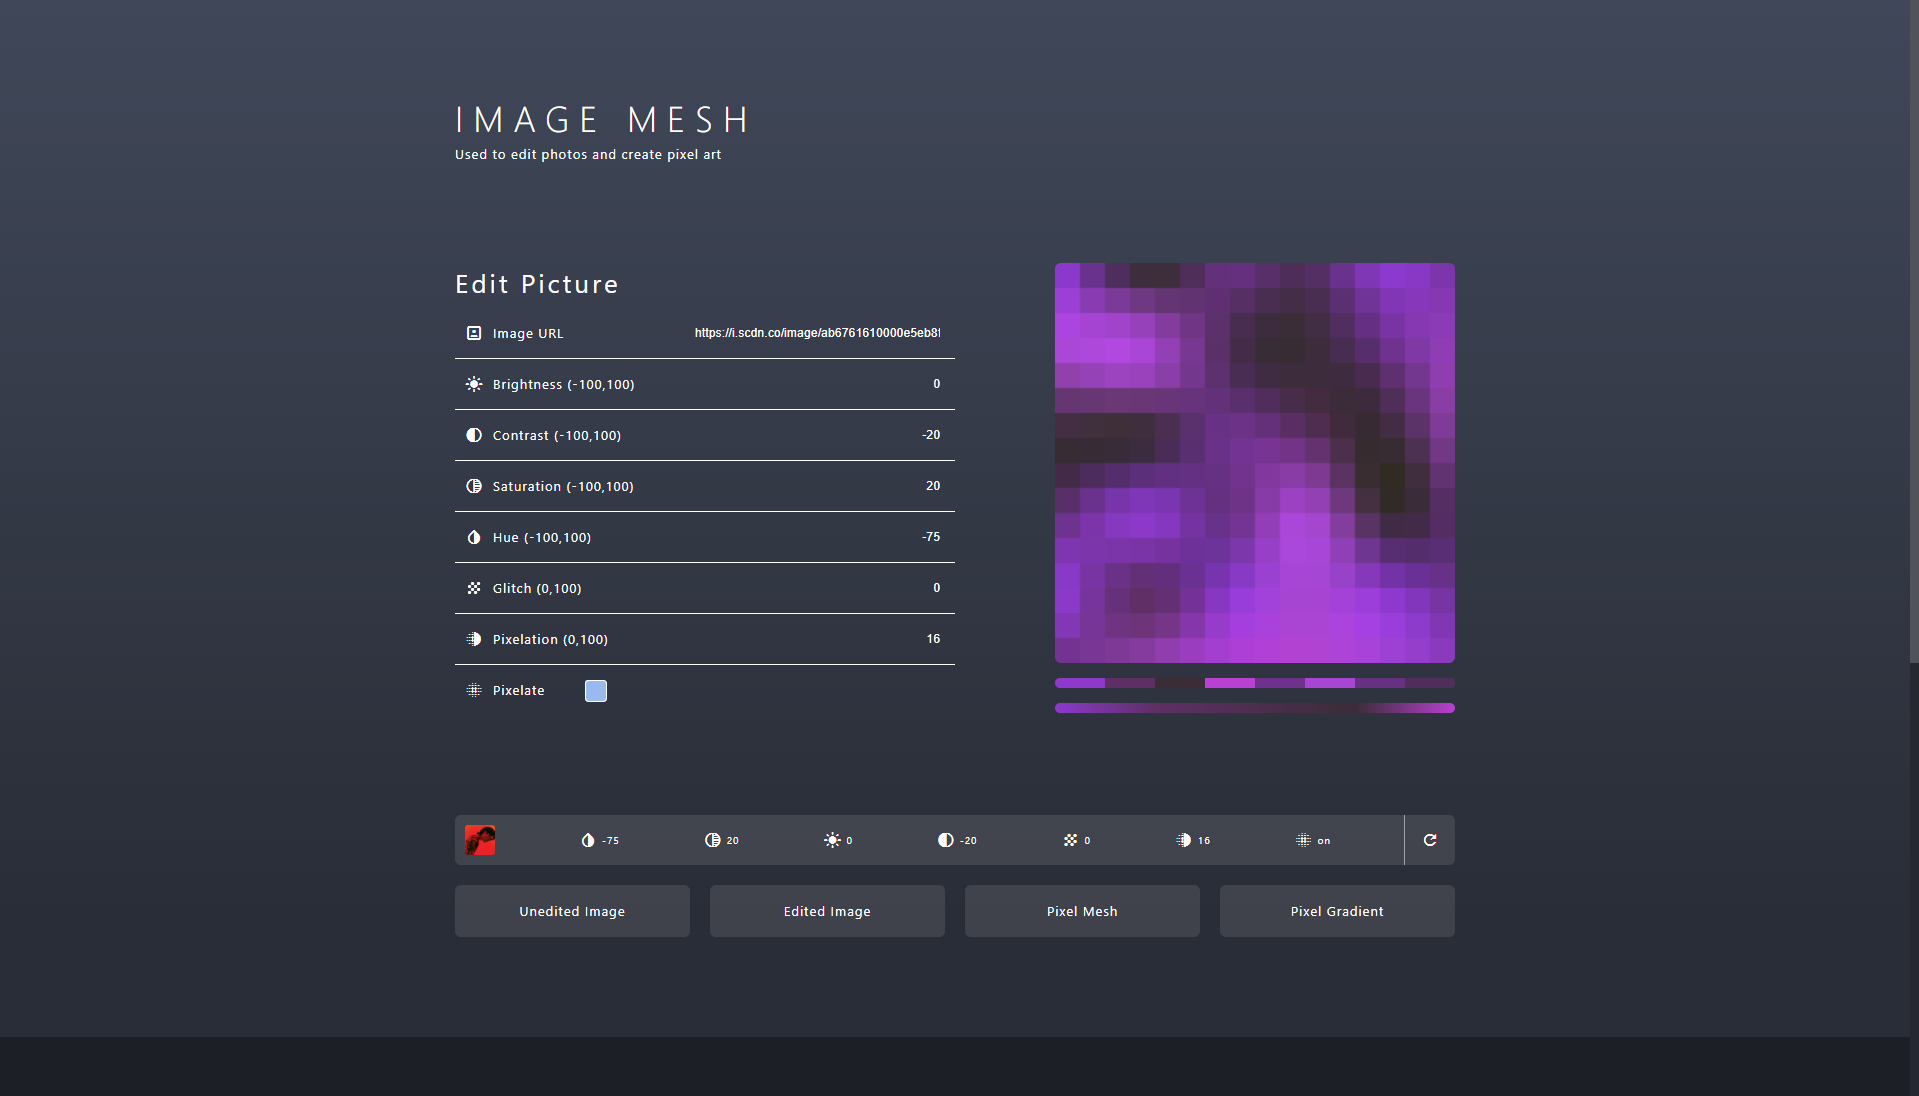 IMAGE MESH
Used to edit photos and create pixel art
Edit Picture
Image URL https://i.scdn.co/image/ab6761610000e5eb8f
Brightness (-100,100) 0
Contrast (-100,100) -20
Saturation (-100,100) 20
Hue (-100,100) -75
Glitch (0,100) 0
Pixelation (0,100) 16
Pixelate
-75 20 0 -20 0 16 on
Unedited Image Edited Image Pixel Mesh Pixel Gradient